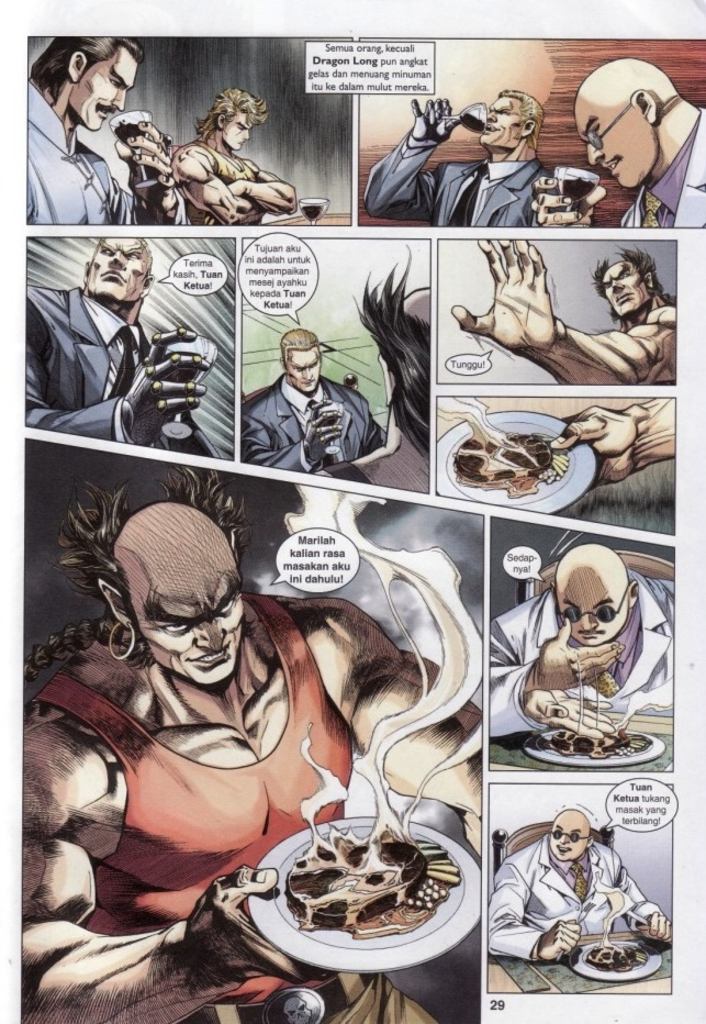 Semua orang, kecuali
Dragon Long pun angkat
gelas dan menuang minuman
itu ke dalam mulut mereka.
Terima
kasih, Tuan
Ketua!
Tujuan aku
ini adalah untuk
menyampaikan
mesej ayahku
kepada Tuan
Ketua!
Tunggu!
Marilah
kalian rasa
masakan aku
ini dahulu!
Sedap-
nya!
Tuan
Ketua tukang
masak yang
terbilang!
29